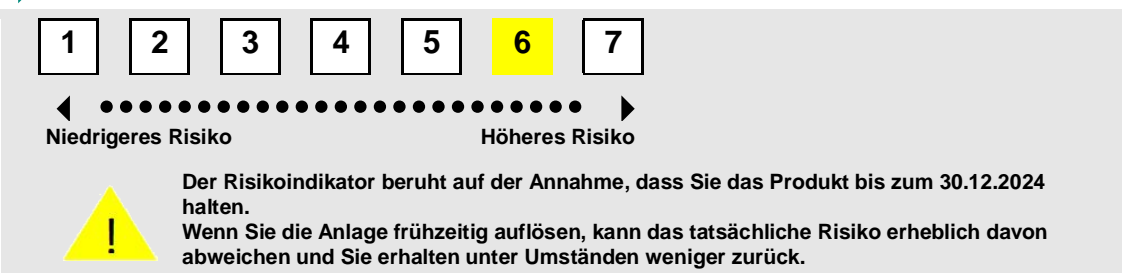 1 2 3 4 5 6 7
Niedrigeres Risiko Höheres Risiko
Der Risikoindikator beruht auf der Annahme, dass Sie das Produkt bis zum 30.12.2024
halten.
!
Wenn Sie die Anlage frühzeitig auflösen, kann das tatsächliche Risiko erheblich davon
abweichen und Sie erhalten unter Umständen weniger zurück.